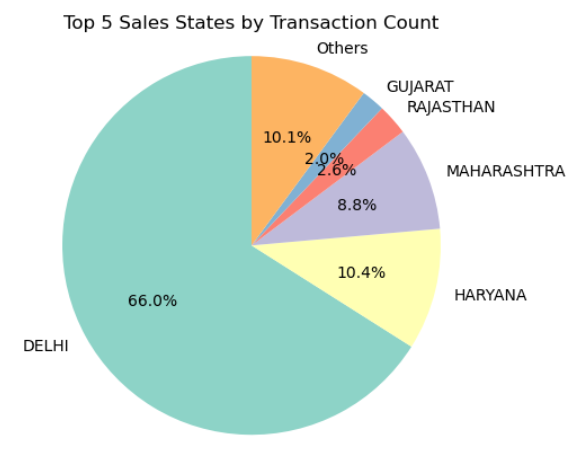 Top 5 Sales States by Transaction Count
Others
GUJARAT
RAJASTHAN
10.1%
2.0%
2.6%
MAHARASHTRA
8.8%
10.4%
HARYANA
66.0%
DELHI